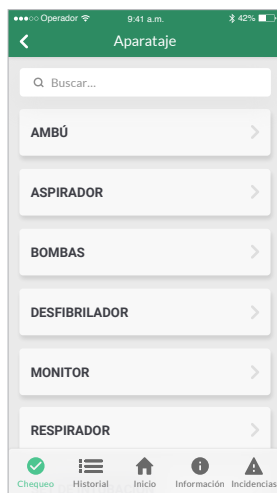 Operador 9:41 a.m. 42%
Aparataje
Buscar...
AMBÚ
ASPIRADOR
BOMBAS
DESFIBRILADOR
MONITOR
RESPIRADOR
Chequeo Historial Inicio Información Incidencias